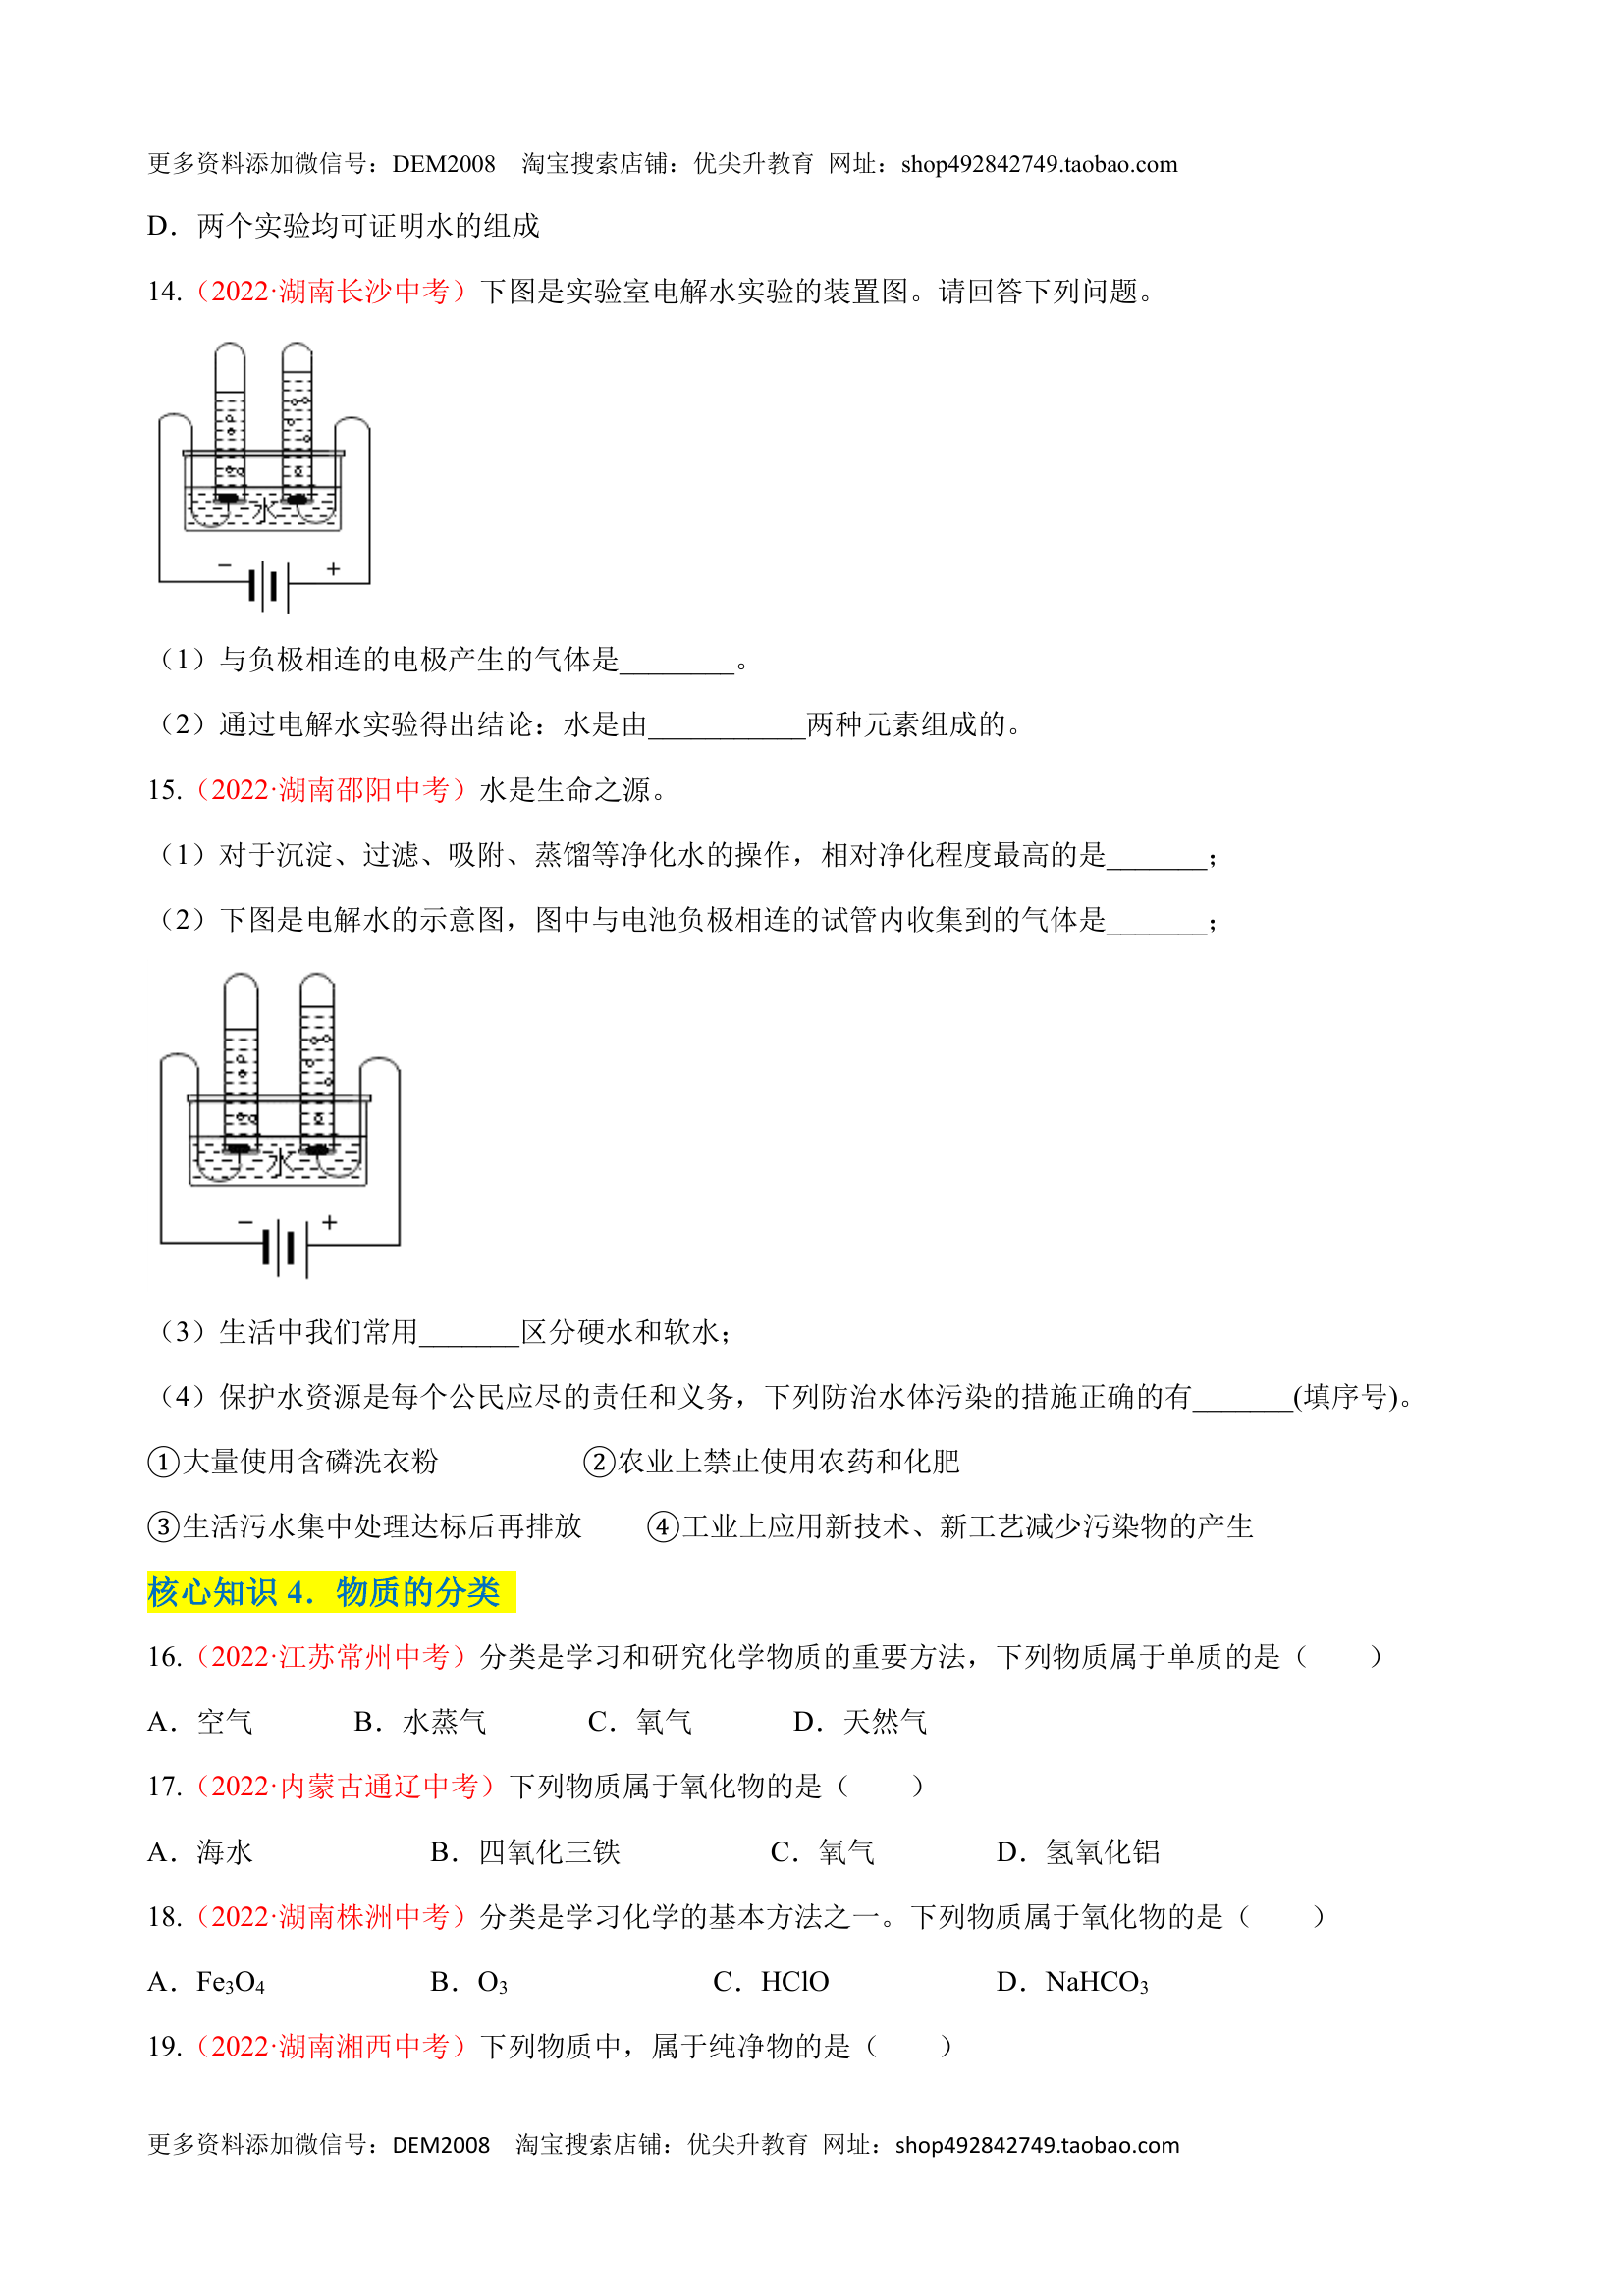 更多资料添加微信号：DEM2008 淘宝搜索店铺：优尖升教育 网址：shop492842749.taobao.com
D．两个实验均可证明水的组成
14.（2022·湖南长沙中考）下图是实验室电解水实验的装置图。请回答下列问题。
水
− +
（1）与负极相连的电极产生的气体是________。
（2）通过电解水实验得出结论：水是由___________两种元素组成的。
15.（2022·湖南邵阳中考）水是生命之源。
（1）对于沉淀、过滤、吸附、蒸馏等净化水的操作，相对净化程度最高的是_______；
（2）下图是电解水的示意图，图中与电池负极相连的试管内收集到的气体是_______；
水
− +
（3）生活中我们常用_______区分硬水和软水；
（4）保护水资源是每个公民应尽的责任和义务，下列防治水体污染的措施正确的有_______(填序号)。
①大量使用含磷洗衣粉 ②农业上禁止使用农药和化肥
③生活污水集中处理达标后再排放 ④工业上应用新技术、新工艺减少污染物的产生
核心知识 4．物质的分类
16.（2022·江苏常州中考）分类是学习和研究化学物质的重要方法，下列物质属于单质的是（ ）
A．空气 B．水蒸气 C．氧气 D．天然气
17.（2022·内蒙古通辽中考）下列物质属于氧化物的是（ ）
A．海水 B．四氧化三铁 C．氧气 D．氢氧化铝
18.（2022·湖南株洲中考）分类是学习化学的基本方法之一。下列物质属于氧化物的是（ ）
A．Fe₃O₄ B．O₃ C．HClO D．NaHCO₃
19.（2022·湖南湘西中考）下列物质中，属于纯净物的是（ ）
更多资料添加微信号：DEM2008 淘宝搜索店铺：优尖升教育 网址：shop492842749.taobao.com